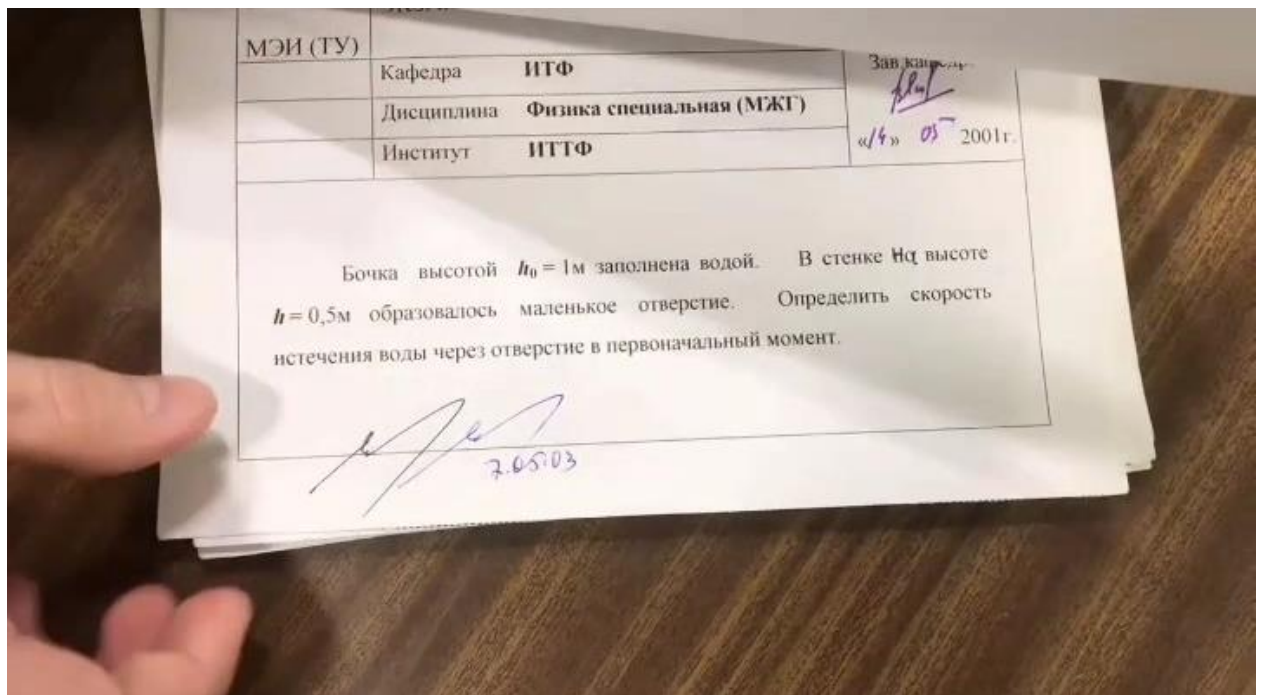 МЭИ (ТУ)
Зав.
Кафедра ИТФ
Дисциплина Физика специальная (МЖГ)
«14» 05 2001г.
Институт ИТТФ
Бочка высотой h₀ = 1м заполнена водой. В стенке на высоте
h = 0,5м образовалось маленькое отверстие. Определить скорость
истечения воды через отверстие в первоначальный момент.
7.05.03